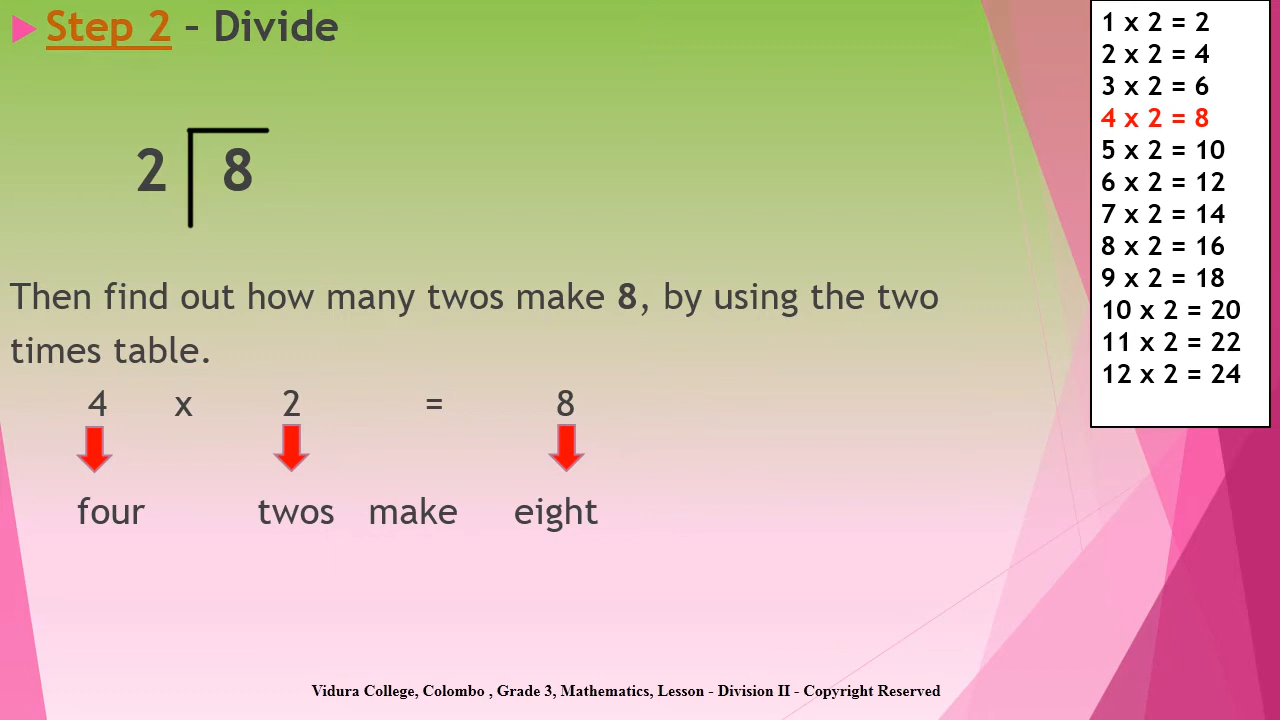 Step 2 – Divide
2 8
Then find out how many twos make 8, by using the two
times table.
4 x 2 = 8
four twos make eight
1 x 2 = 2
2 x 2 = 4
3 x 2 = 6
4 x 2 = 8
5 x 2 = 10
6 x 2 = 12
7 x 2 = 14
8 x 2 = 16
9 x 2 = 18
10 x 2 = 20
11 x 2 = 22
12 x 2 = 24
Vidura College, Colombo , Grade 3, Mathematics, Lesson - Division II - Copyright Reserved